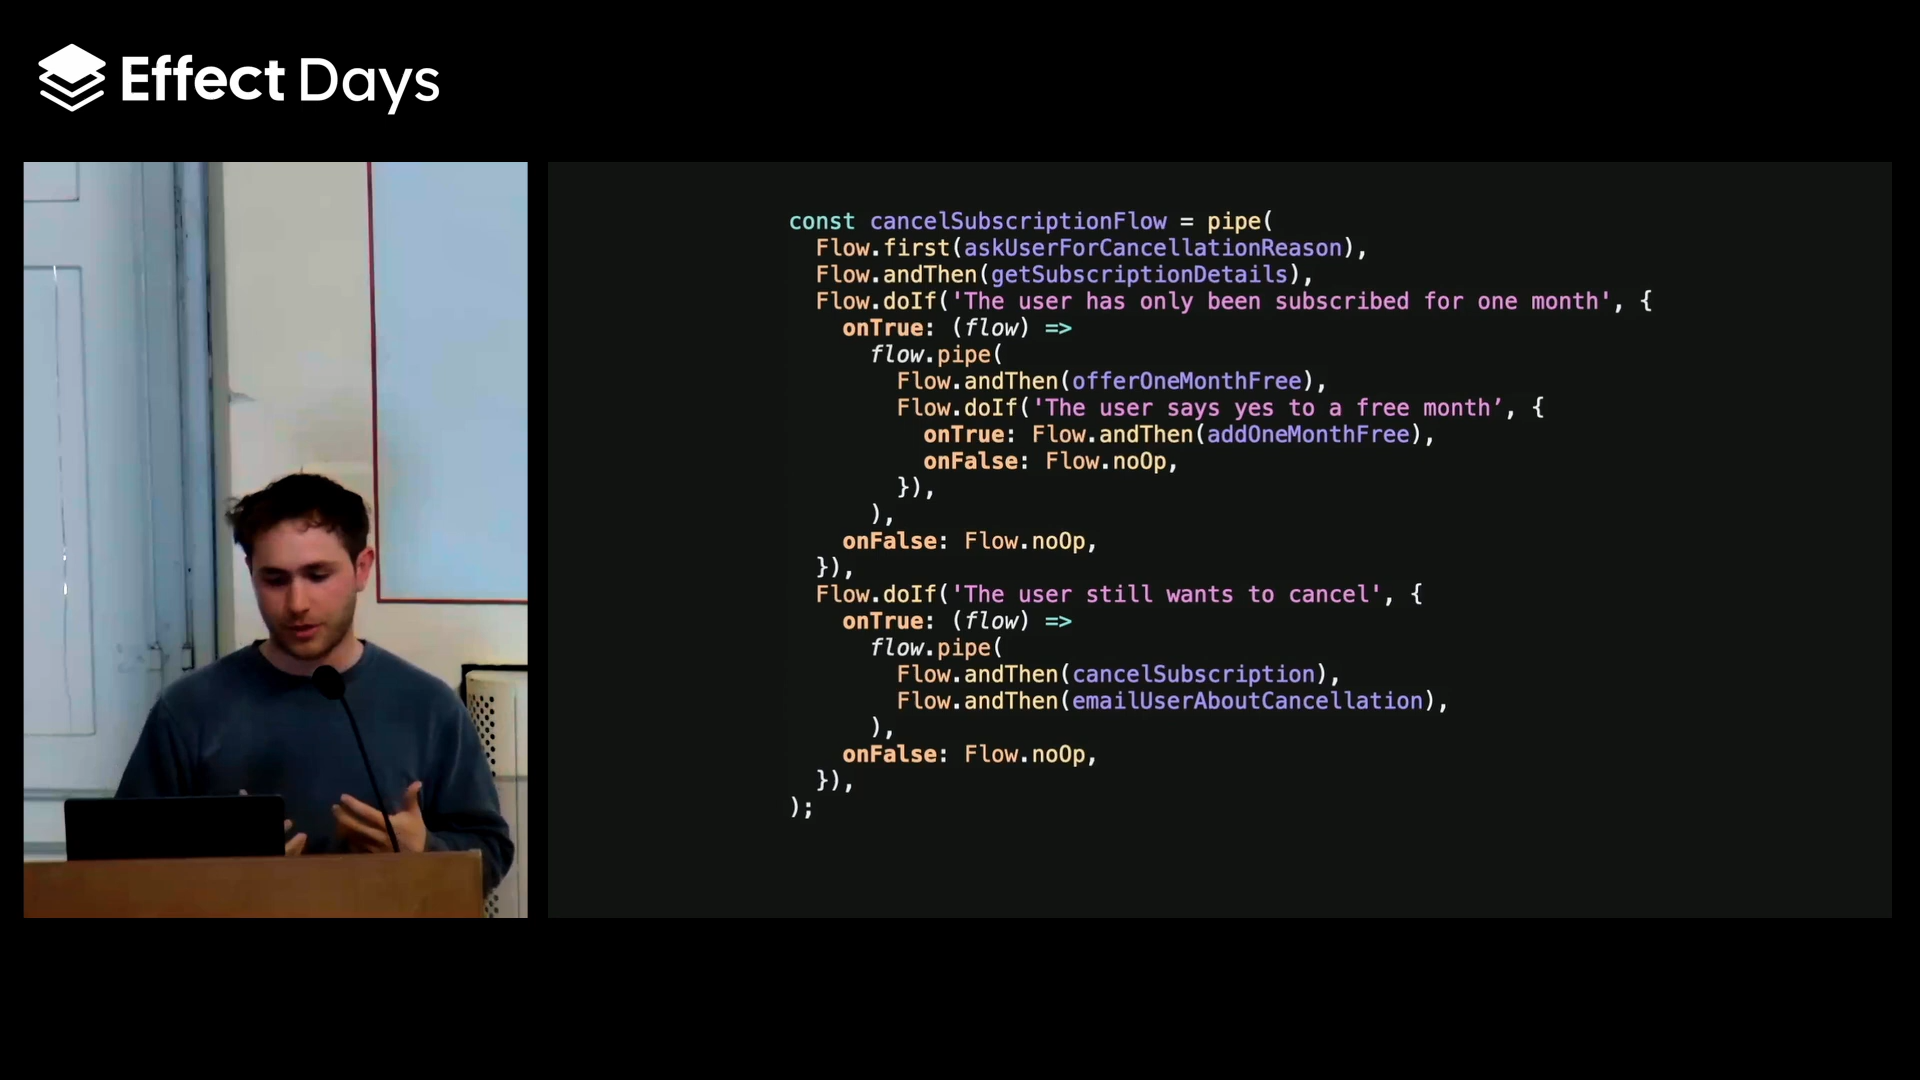 Effect Days
const cancelSubscriptionFlow = pipe(
  Flow.first(askUserForCancellationReason),
  Flow.andThen(getSubscriptionDetails),
  Flow.doIf('The user has only been subscribed for one month', {
    onTrue: (flow) =>
      flow.pipe(
        Flow.andThen(offerOneMonthFree),
        Flow.doIf('The user says yes to a free month’, {
          onTrue: Flow.andThen(addOneMonthFree),
          onFalse: Flow.noOp,
        }),
      ),
    onFalse: Flow.noOp,
  }),
  Flow.doIf('The user still wants to cancel', {
    onTrue: (flow) =>
      flow.pipe(
        Flow.andThen(cancelSubscription),
        Flow.andThen(emailUserAboutCancellation),
      ),
    onFalse: Flow.noOp,
  }),
);